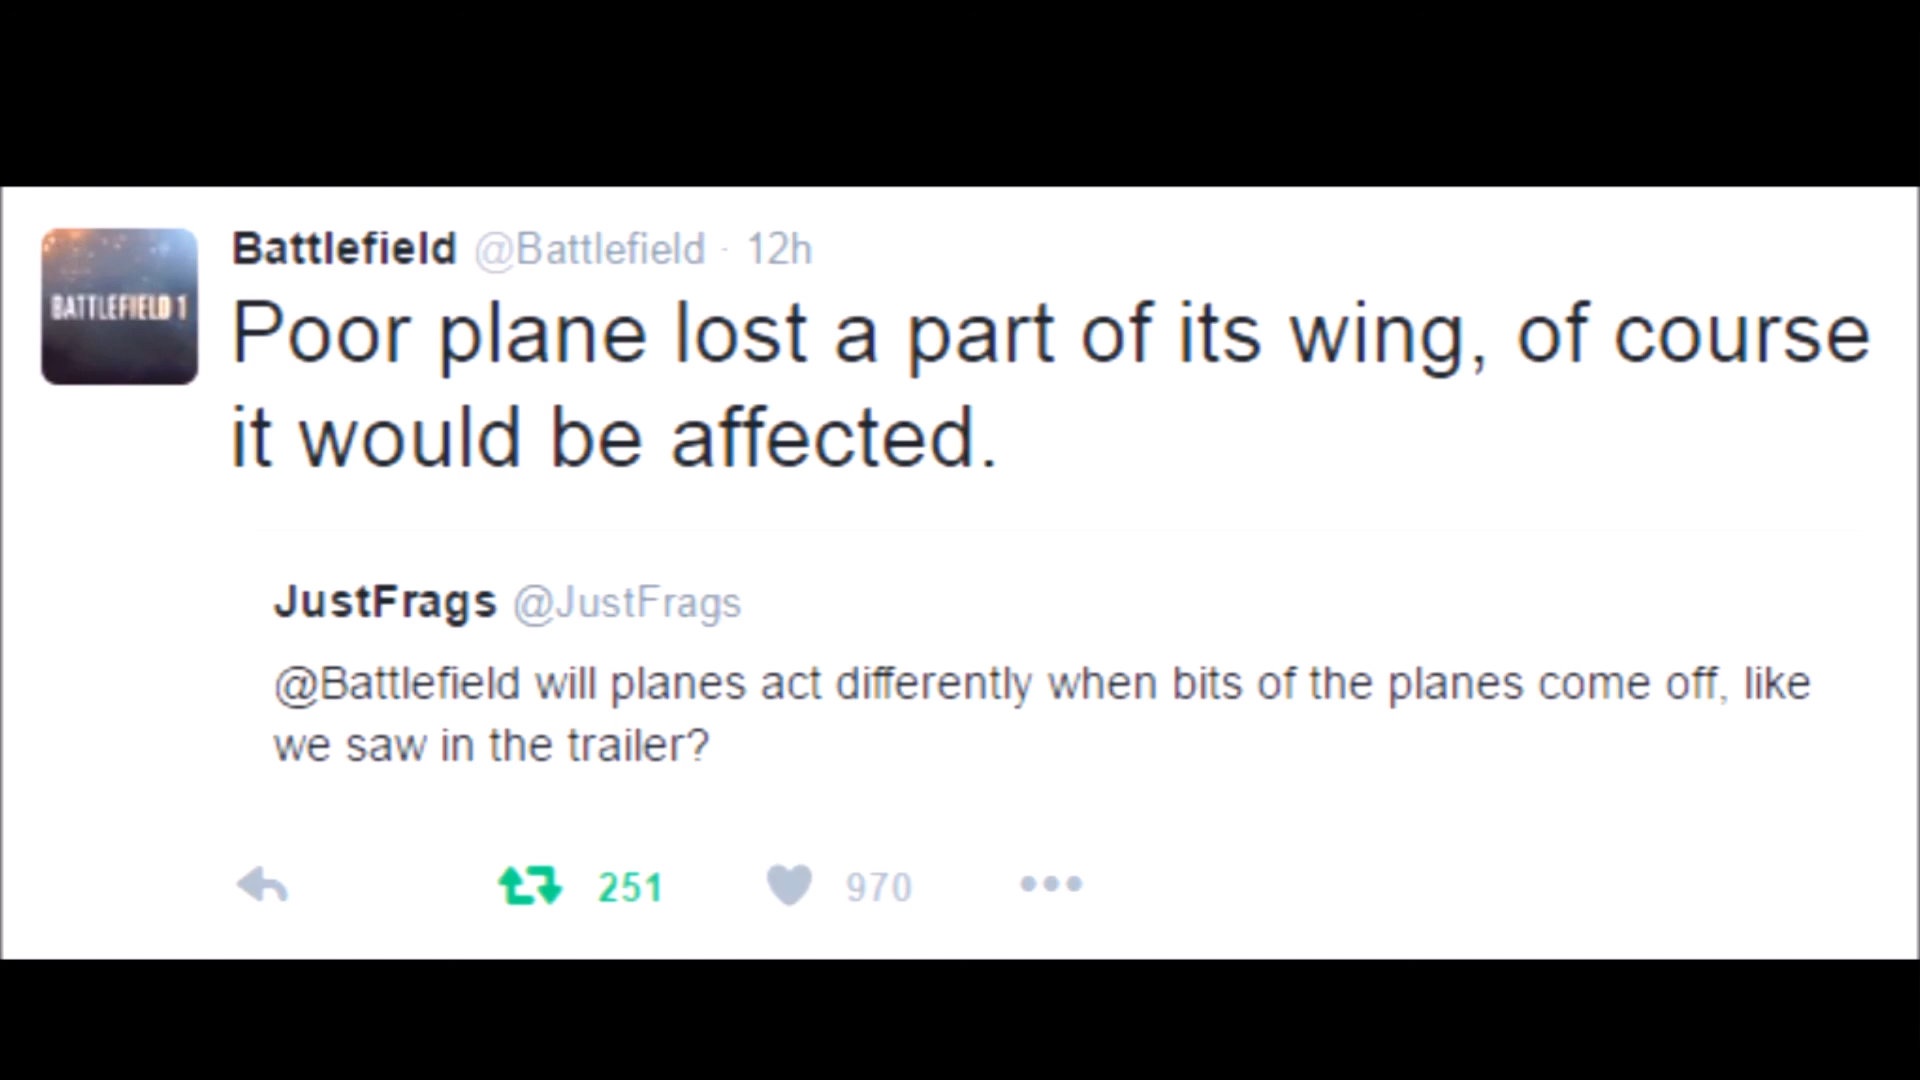 Battlefield @Battlefield · 12h
BATTLEFIELD 1
Poor plane lost a part of its wing, of course
it would be affected.
JustFrags @JustFrags
@Battlefield will planes act differently when bits of the planes come off, like
we saw in the trailer?
251 970